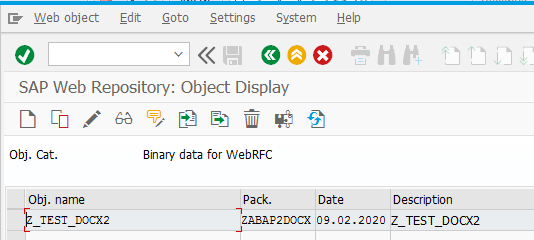 Web object Edit Goto Settings System Help
SAP Web Repository: Object Display
Obj. Cat. Binary data for WebRFC
Obj. name Pack. Date Description
Z_TEST_DOCX2 ZABAP2DOCX 09.02.2020 Z_TEST_DOCX2